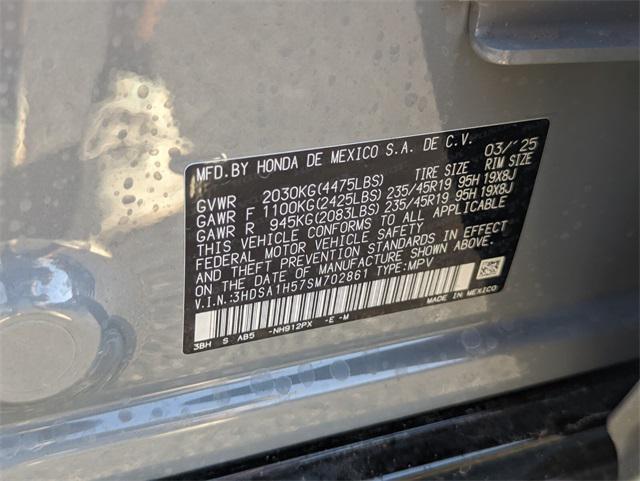 MFD.BY HONDA DE MEXICO S.A. DE C.V. 03/'25
GVWR 2030KG(4475LBS) TIRE SIZE RIM SIZE
GAWR F 1100KG(2425LBS) 235/45R19 95H 19X8J
GAWR R 945KG(2083LBS) 235/45R19 95H 19X8J
THIS VEHICLE CONFORMS TO ALL APPLICABLE
FEDERAL MOTOR VEHICLE SAFETY
THEFT PREVENTION STANDARDS IN EFFECT
ON THE DATE OF MANUFACTURE SHOWN ABOVE.
V.I.N.:3HDSA1H57SM702861 TYPE:MPV
MADE IN MEXICO
3BH S AB5 -NH912PX -E -M